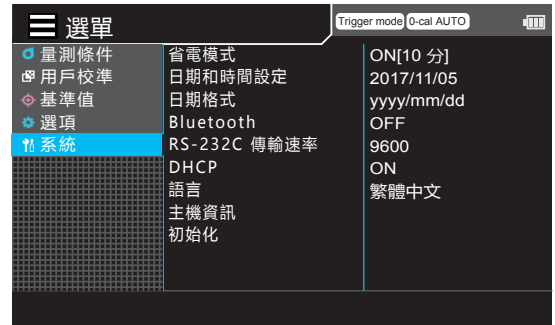 選單
Trigger mode 0-cal AUTO
量測條件
用戶校準
基準值
選項
系統
省電模式 ON[10 分]
日期和時間設定 2017/11/05
日期格式 yyyy/mm/dd
Bluetooth OFF
RS-232C 傳輸速率 9600
DHCP ON
語言 繁體中文
主機資訊
初始化